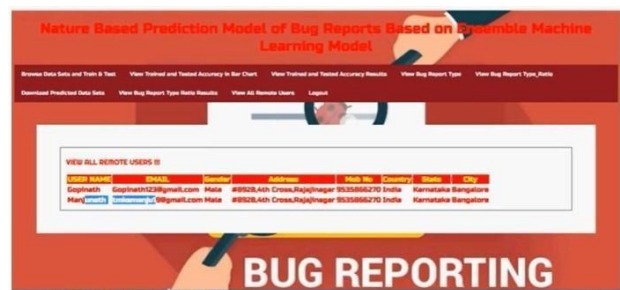 Nature Based Prediction Model of Bug Reports Based on Ensemble Machine
Learning Model
Browse Data Sets and Train & Test View Trained and Tested Accuracy in Bar Chart View Trained and Tested Accuracy Results View Bug Report Type View Bug Report Type_Ratio
Download Predicted Data Sets View Bug Report Type Ratio Results View All Remote Users Logout
VIEW ALL REMOTE USERS !!!
USER NAME EMAIL Gender Address Mob No Country State City
Gopinath Gopinath123@gmail.com Male #8928,4th Cross,Rajajinagar 9535866270 India Karnataka Bangalore
Manjunath Male #8928,4th Cross,Rajajinagar 9535866270 India Karnataka Bangalore
BUG REPORTING